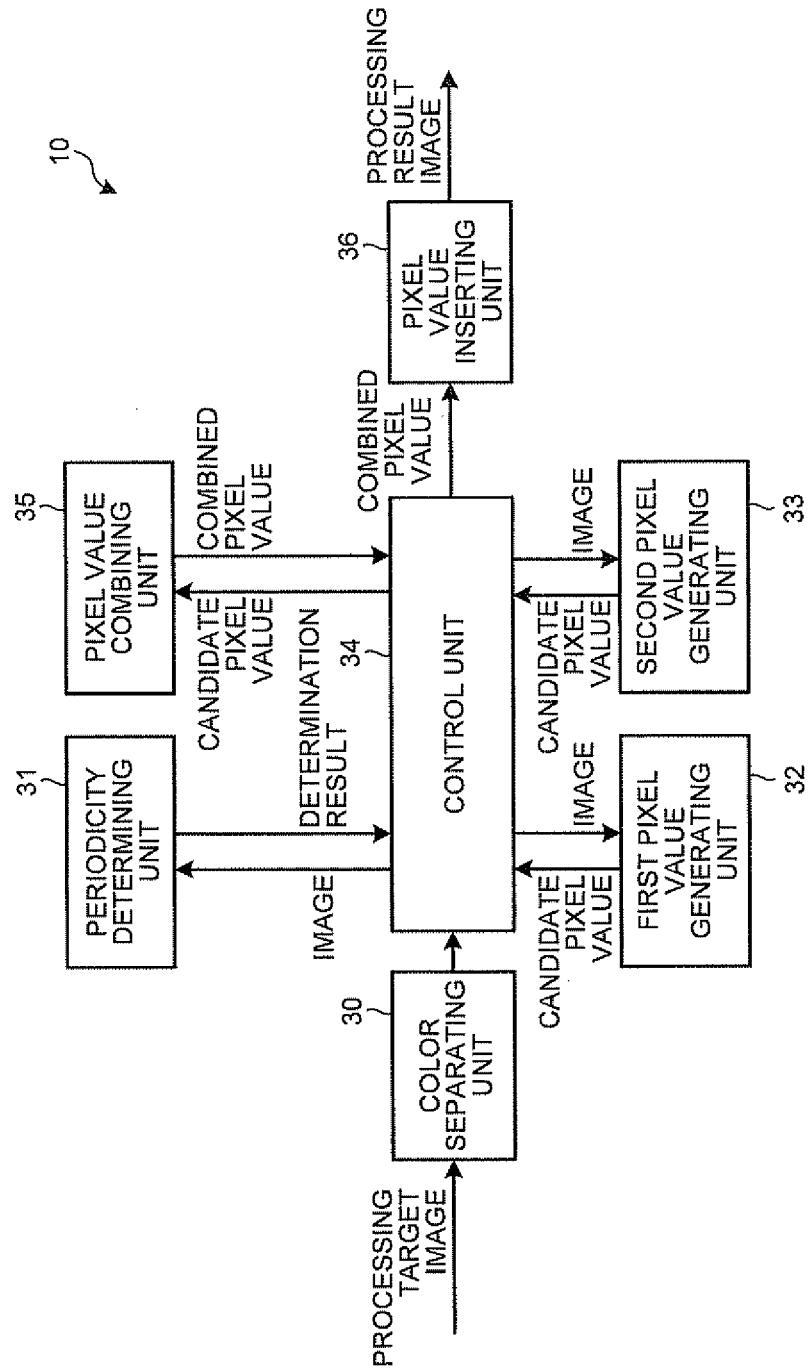 10
PROCESSING
TARGET
IMAGE
30
COLOR
SEPARATING
UNIT
31
PERIODICITY
DETERMINING
UNIT
IMAGE
DETERMINATION
RESULT
35
PIXEL VALUE
COMBINING
UNIT
CANDIDATE
PIXEL
VALUE
COMBINED
PIXEL
VALUE
34
CONTROL UNIT
COMBINED
PIXEL
VALUE
36
PIXEL
VALUE
INSERTING
UNIT
PROCESSING
RESULT
IMAGE
CANDIDATE
PIXEL
VALUE
IMAGE
FIRST PIXEL
VALUE
GENERATING
UNIT
32
CANDIDATE
PIXEL
VALUE
IMAGE
SECOND PIXEL
VALUE
GENERATING
UNIT
33